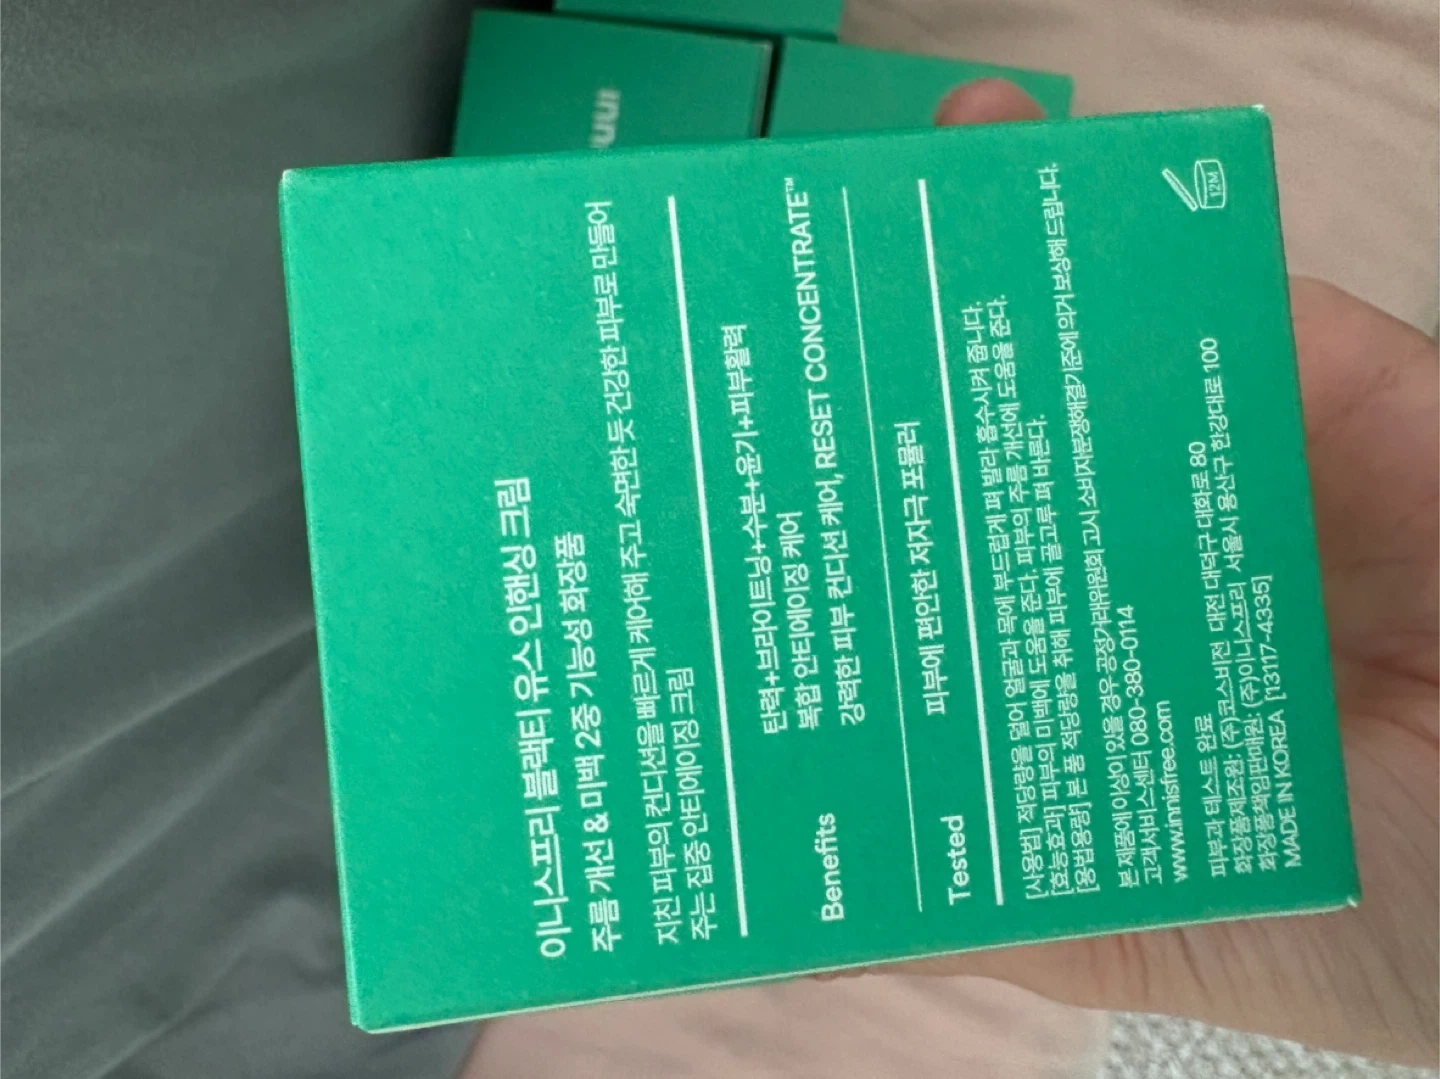 이니스프리 블랙티 유스 인핸싱 크림
주름 개선 & 미백 2중 기능성 화장품
지친 피부의 컨디션을 빠르게 케어해 주고 숙면한 듯 건강한 피부로 만들어
주는 집중 안티에이징 크림
Benefits
탄력+브라이트닝+수분+윤기+피부활력
복합 안티에이징 케어
강력한 피부 컨디션 케어, RESET CONCENTRATE™
Tested
피부에 편안한 저자극 포뮬러
[사용법] 적당량을 덜어 얼굴과 목에 부드럽게 펴 발라 흡수시켜 줍니다.
[효능효과] 피부의 미백에 도움을 준다. 피부의 주름 개선에 도움을 준다.
[용법용량] 본 품 적당량을 취해 피부에 골고루 펴 바른다.
본 제품에 이상이 있을 경우 공정거래위원회 고시 소비자분쟁해결기준에 의거 보상해 드립니다.
고객서비스센터 080-380-0114
www.innisfree.com
피부과 테스트 완료
화장품제조원: (주)코스비전 대전 대덕구 대화로 80
화장품책임판매원: (주)이니스프리 서울시 용산구 한강대로 100
MADE IN KOREA [13117-4335]
12M
inni